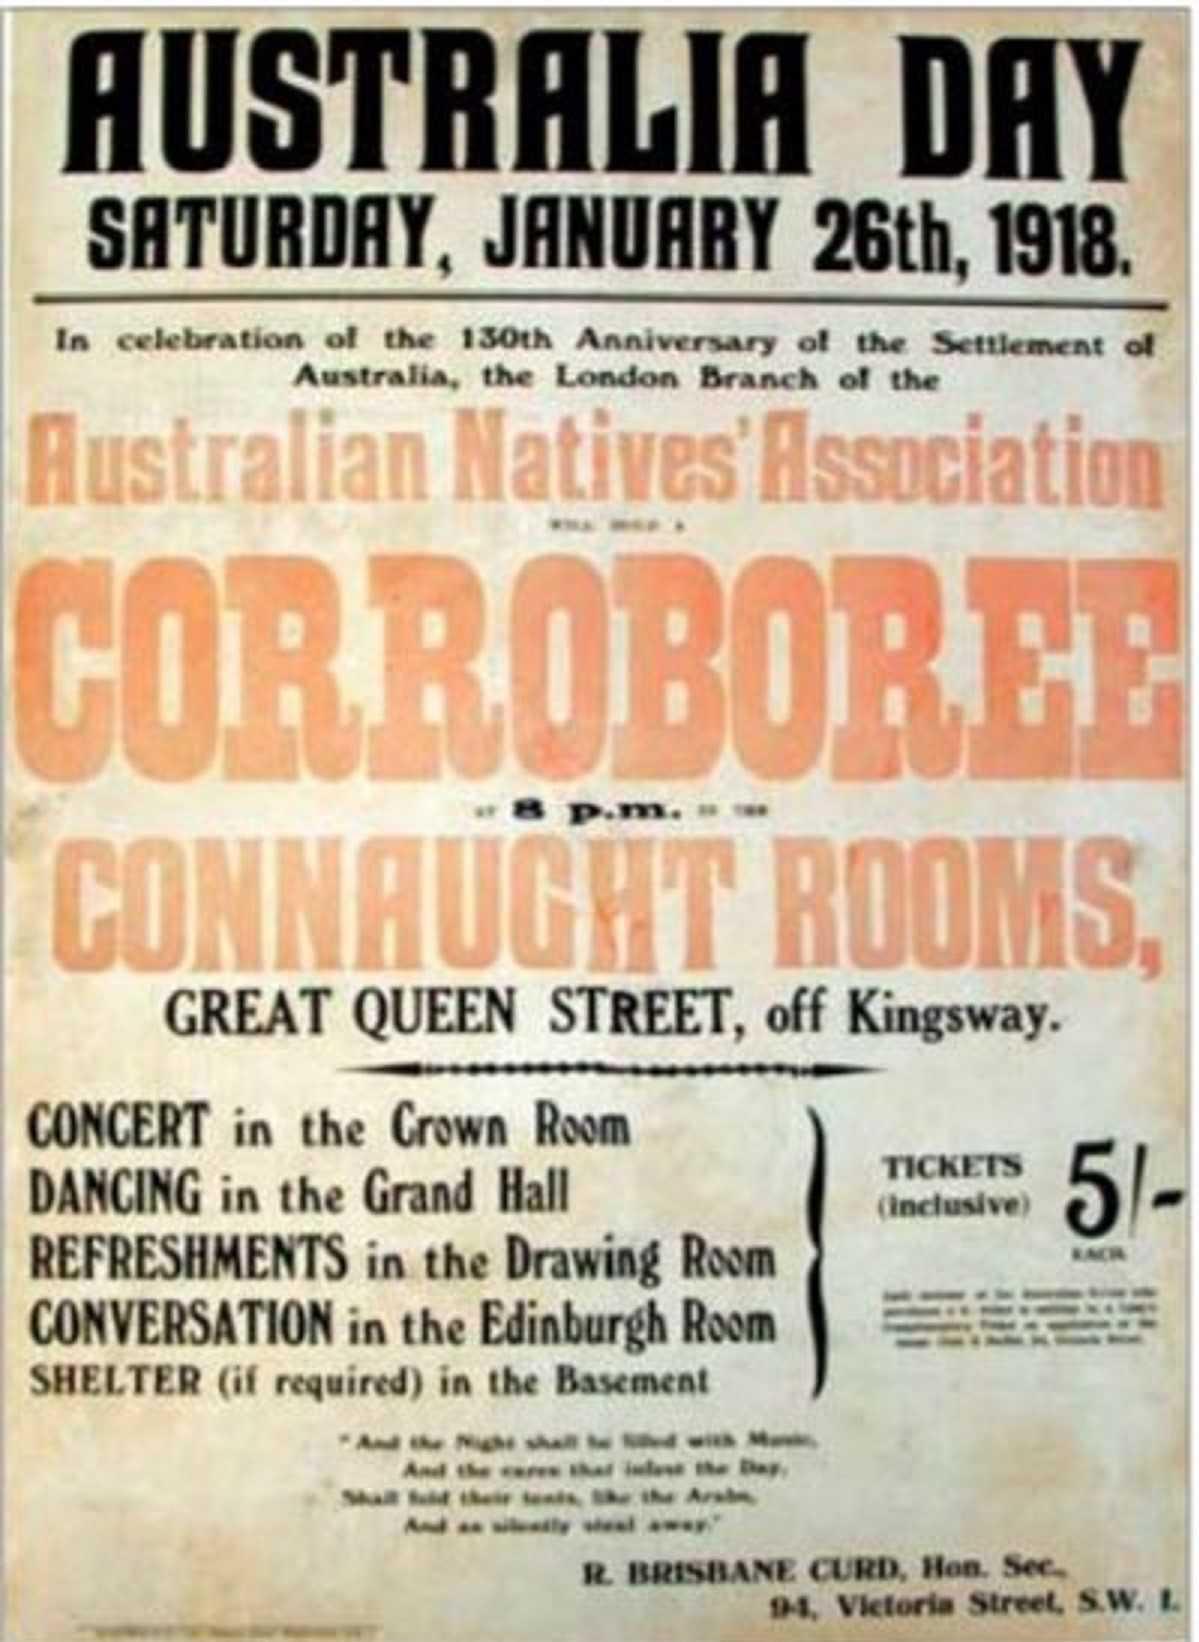 AUSTRALIA DAY
SATURDAY, JANUARY 26th, 1918.
In celebration of the 130th Anniversary of the Settlement of
Australia, the London Branch of the
Australian Natives' Association
WILL HOLD A
CORROBOREE
AT 8 p.m. IN THE
CONNAUGHT ROOMS,
GREAT QUEEN STREET, off Kingsway.
CONCERT in the Crown Room
DANCING in the Grand Hall
REFRESHMENTS in the Drawing Room
CONVERSATION in the Edinburgh Room
SHELTER (if required) in the Basement
TICKETS
(inclusive)
5/-
EACH
"And the Night shall be filled with Music,
And the cares that infest the Day,
Shall fold their tents, like the Arabs,
And as silently steal away."
R. BRISBANE CURD, Hon. Sec.,
94, Victoria Street, S.W. 1.